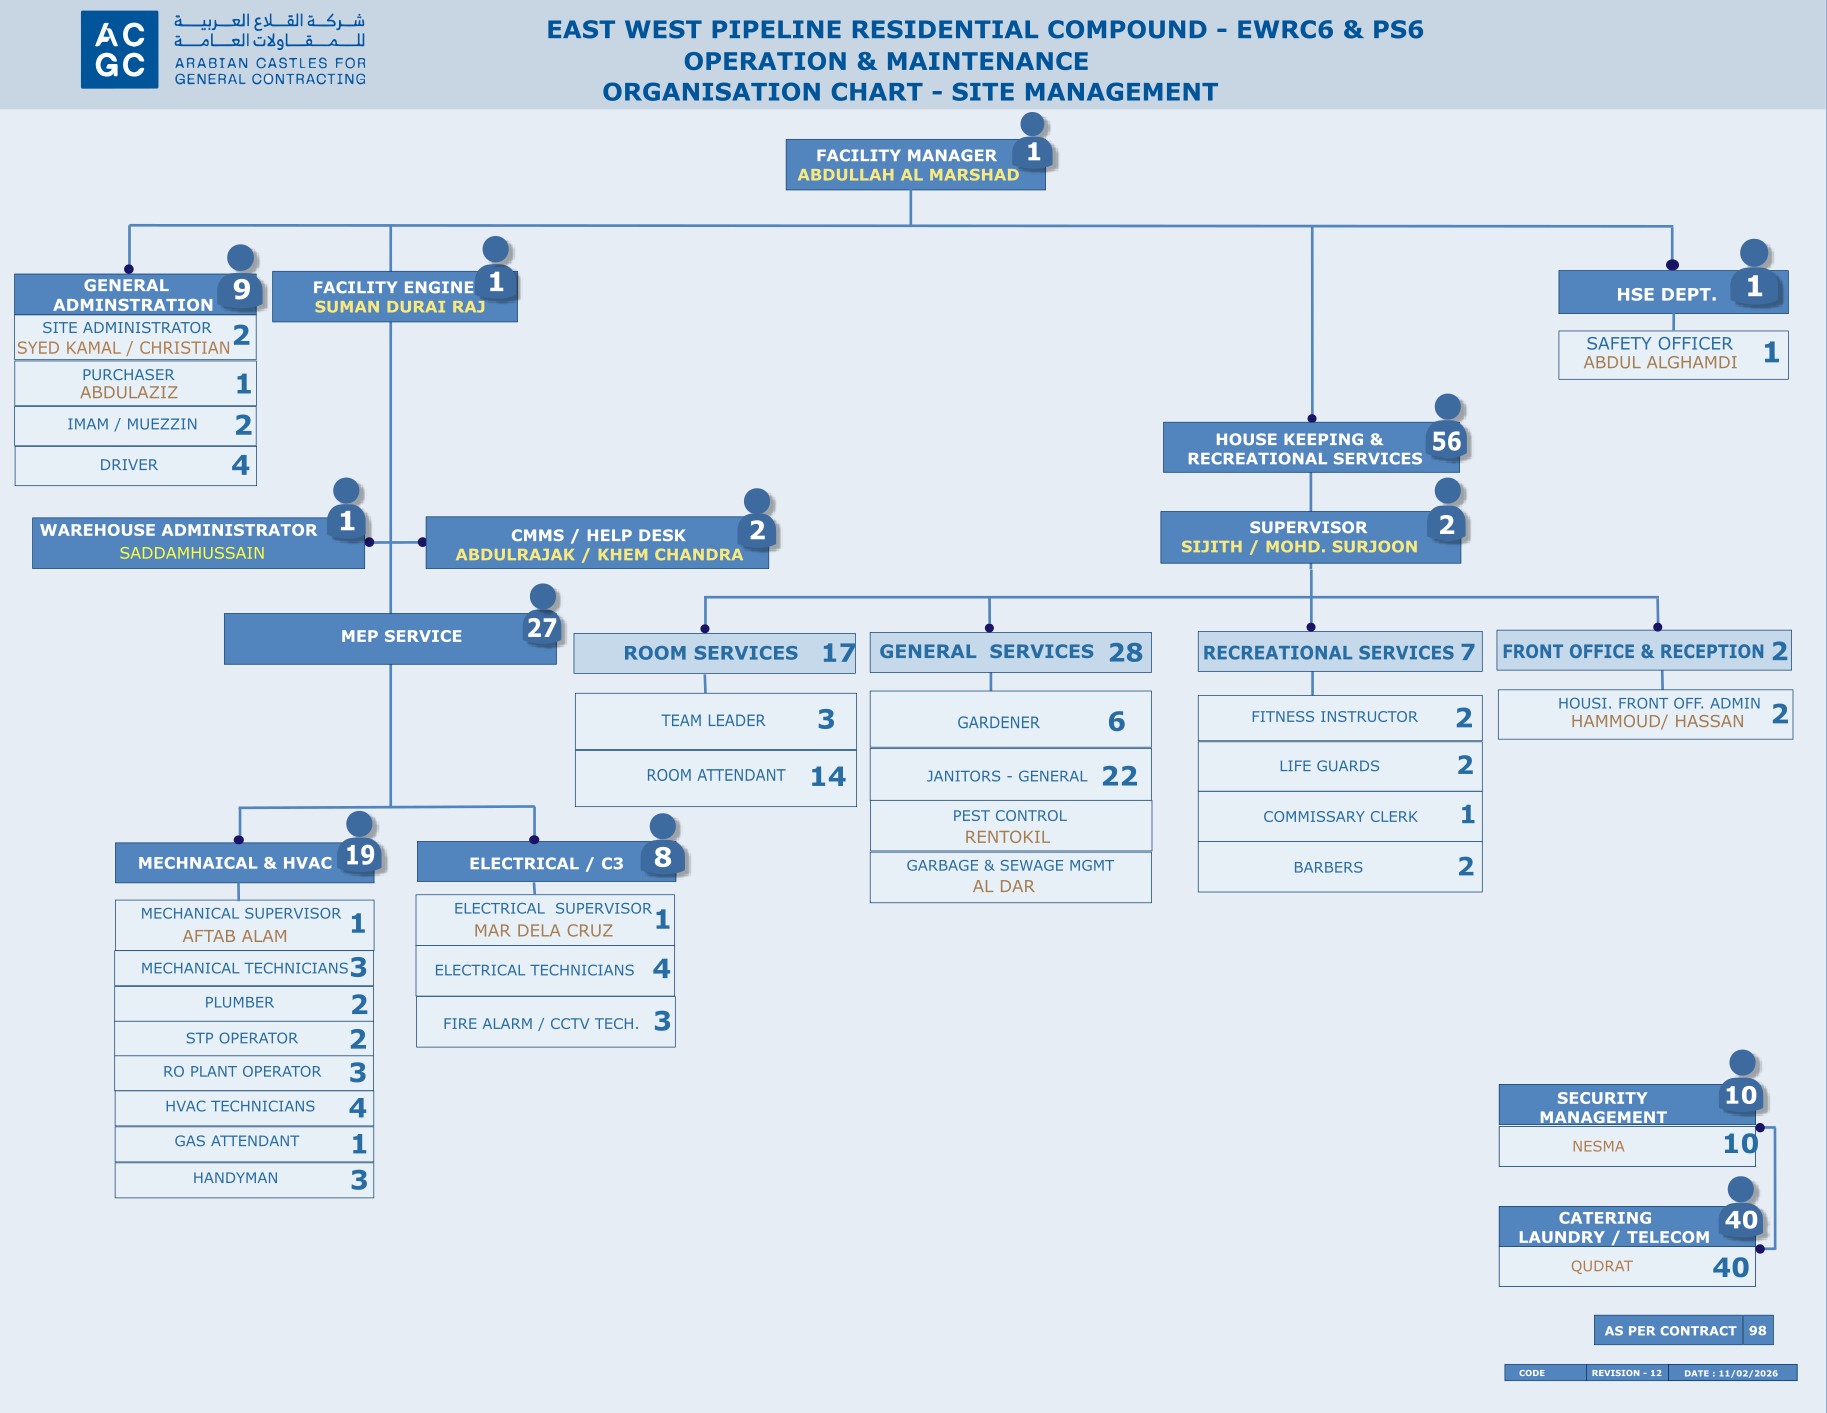 AC
GC
شركة القلاع العربية
للمقاولات العامة
ARABIAN CASTLES FOR
GENERAL CONTRACTING
EAST WEST PIPELINE RESIDENTIAL COMPOUND - EWRC6 & PS6
OPERATION & MAINTENANCE
ORGANISATION CHART - SITE MANAGEMENT
FACILITY MANAGER
ABDULLAH AL MARSHAD
1
GENERAL
ADMINSTRATION
9
SITE ADMINISTRATOR
SYED KAMAL / CHRISTIAN
2
PURCHASER
ABDULAZIZ
1
IMAM / MUEZZIN 2
DRIVER 4
FACILITY ENGINE
SUMAN DURAI RAJ
1
HSE DEPT. 1
SAFETY OFFICER
ABDUL ALGHAMDI
1
HOUSE KEEPING &
RECREATIONAL SERVICES
56
SUPERVISOR
SIJITH / MOHD. SURJOON
2
WAREHOUSE ADMINISTRATOR
SADDAMHUSSAIN
1
CMMS / HELP DESK
ABDULRAJAK / KHEM CHANDRA
2
MEP SERVICE 27
ROOM SERVICES 17
TEAM LEADER 3
ROOM ATTENDANT 14
GENERAL SERVICES 28
GARDENER 6
JANITORS - GENERAL 22
PEST CONTROL
RENTOKIL
GARBAGE & SEWAGE MGMT
AL DAR
RECREATIONAL SERVICES 7
FITNESS INSTRUCTOR 2
LIFE GUARDS 2
COMMISSARY CLERK 1
BARBERS 2
FRONT OFFICE & RECEPTION 2
HOUSI. FRONT OFF. ADMIN
HAMMOUD/ HASSAN
2
MECHNAICAL & HVAC 19
MECHANICAL SUPERVISOR
AFTAB ALAM
1
MECHANICAL TECHNICIANS 3
PLUMBER 2
STP OPERATOR 2
RO PLANT OPERATOR 3
HVAC TECHNICIANS 4
GAS ATTENDANT 1
HANDYMAN 3
ELECTRICAL / C3 8
ELECTRICAL SUPERVISOR
MAR DELA CRUZ
1
ELECTRICAL TECHNICIANS 4
FIRE ALARM / CCTV TECH. 3
SECURITY
MANAGEMENT
10
NESMA 10
CATERING
LAUNDRY / TELECOM
40
QUDRAT 40
AS PER CONTRACT 98
CODE REVISION - 12 DATE : 11/02/2026